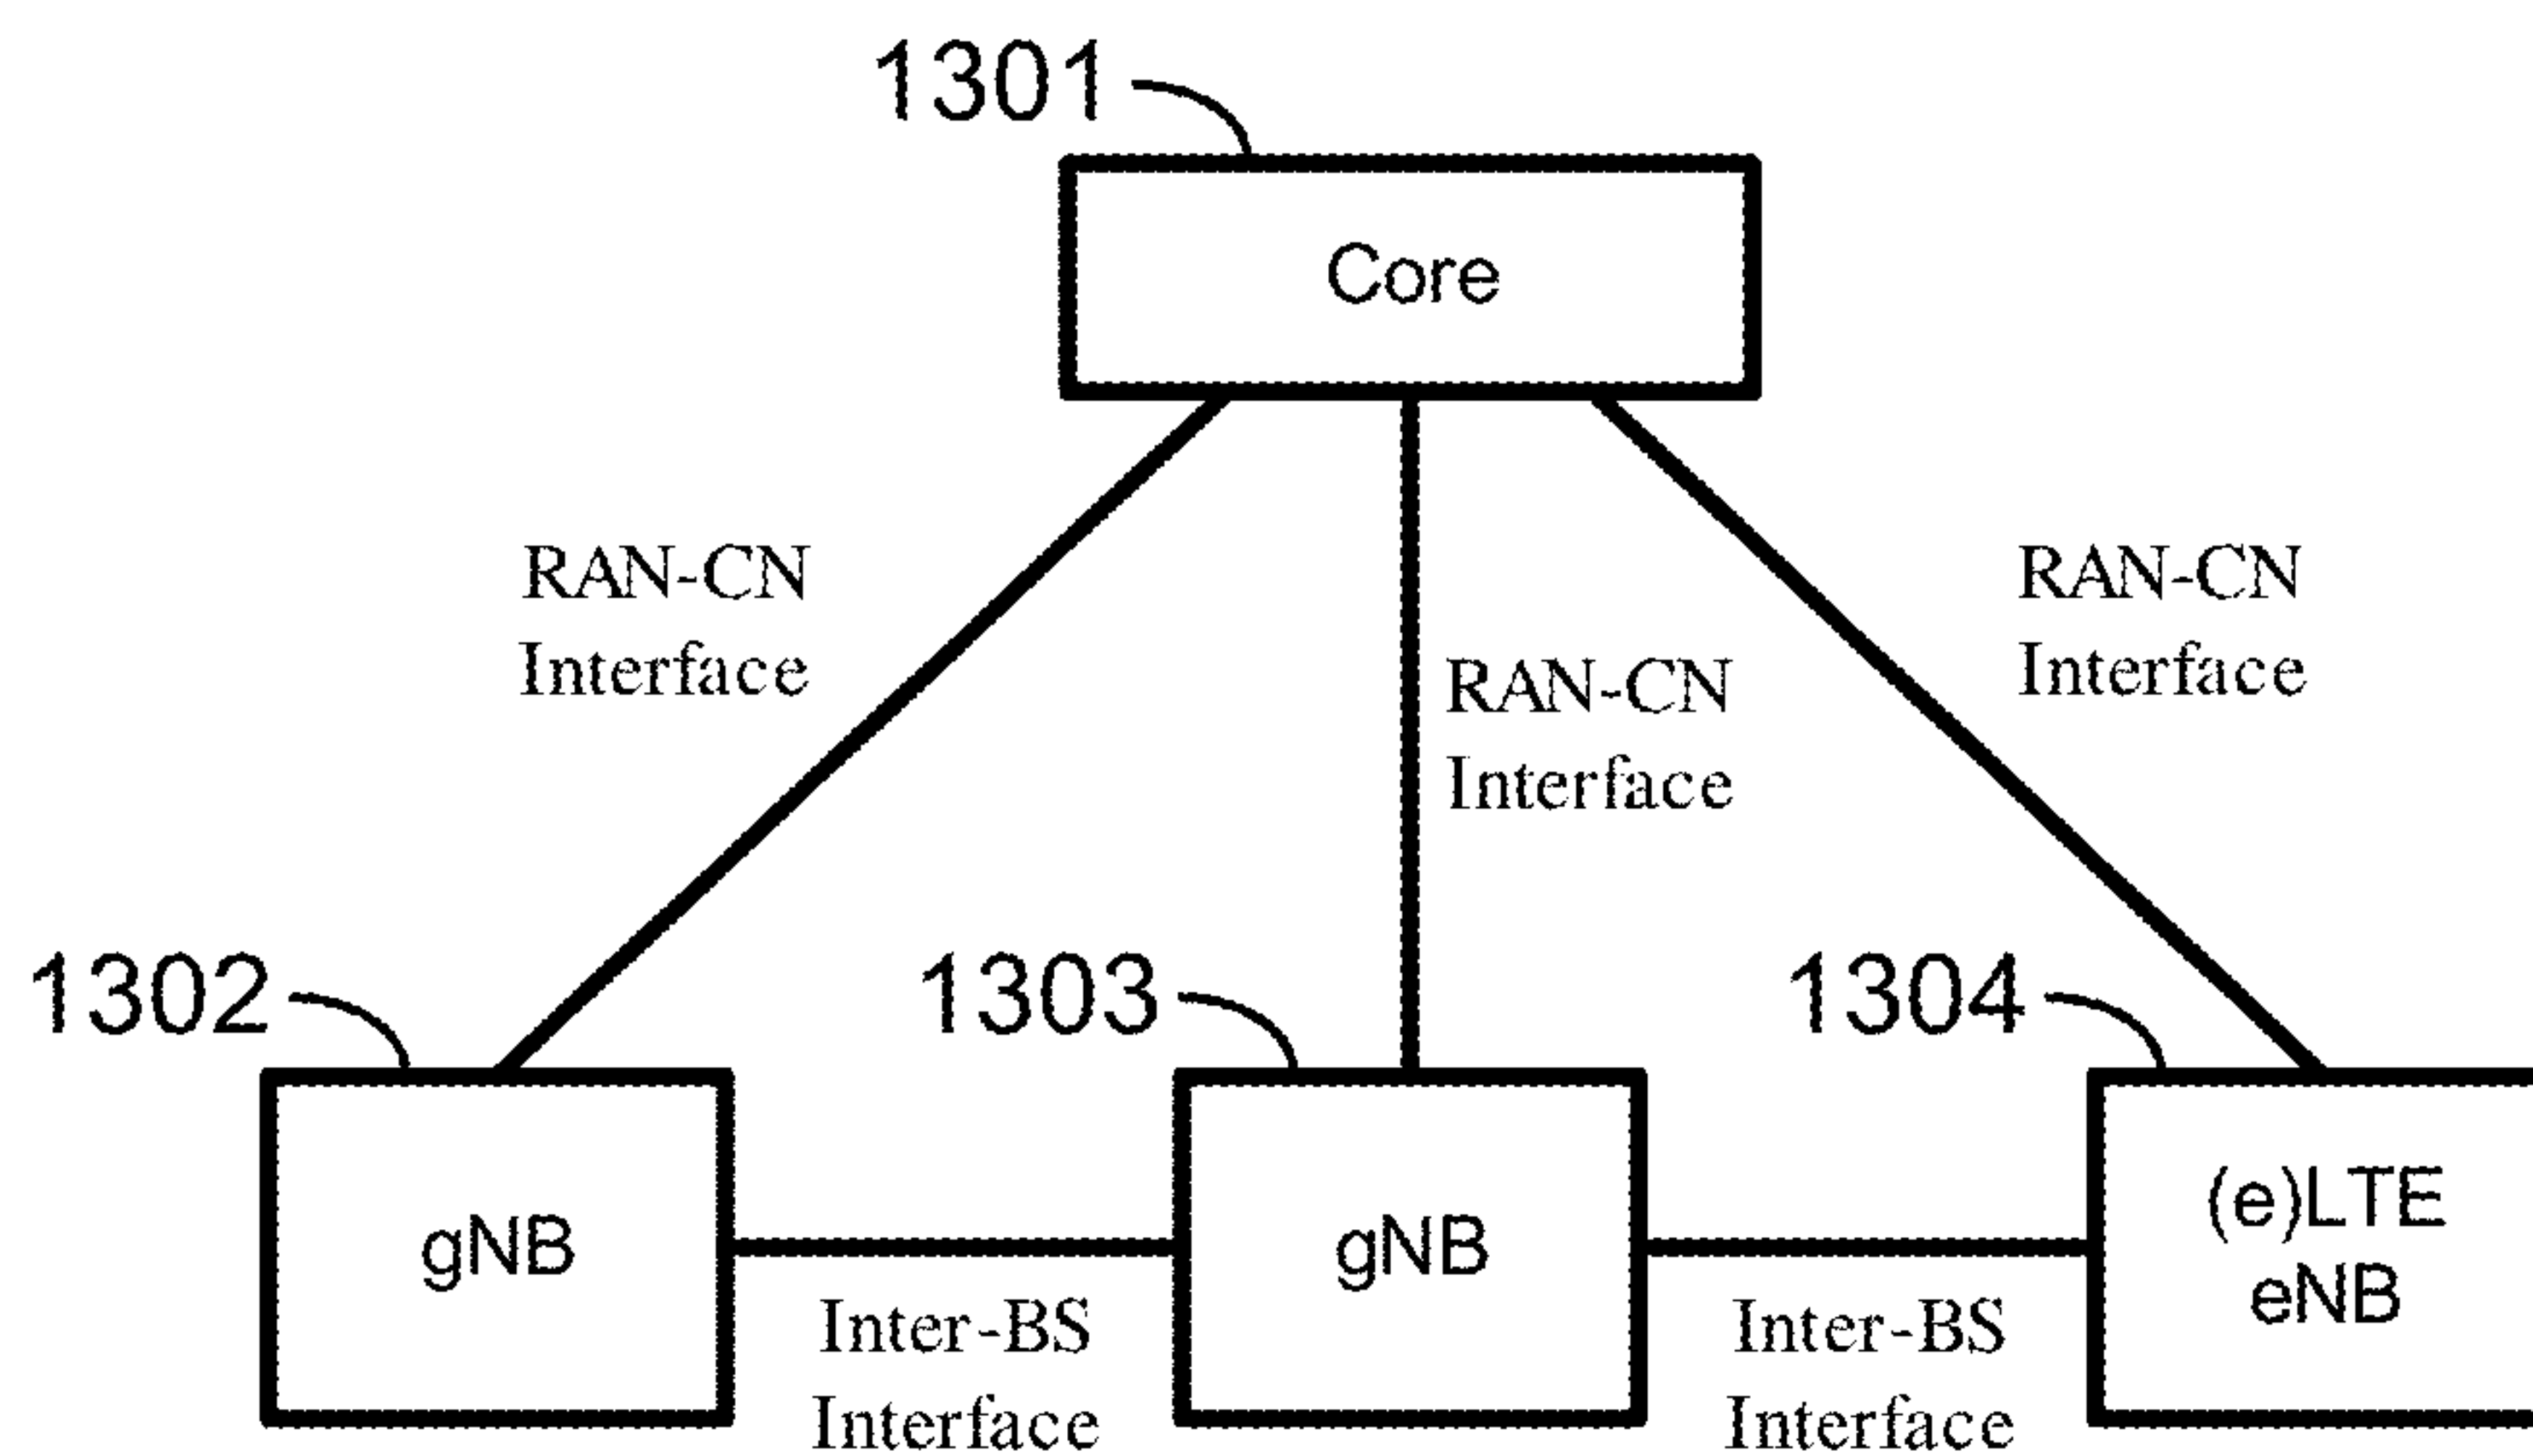 1301
Core
RAN-CN
Interface
RAN-CN
Interface
RAN-CN
Interface
1302
1303
1304
gNB
gNB
(e)LTE
eNB
Inter-BS
Interface
Inter-BS
Interface